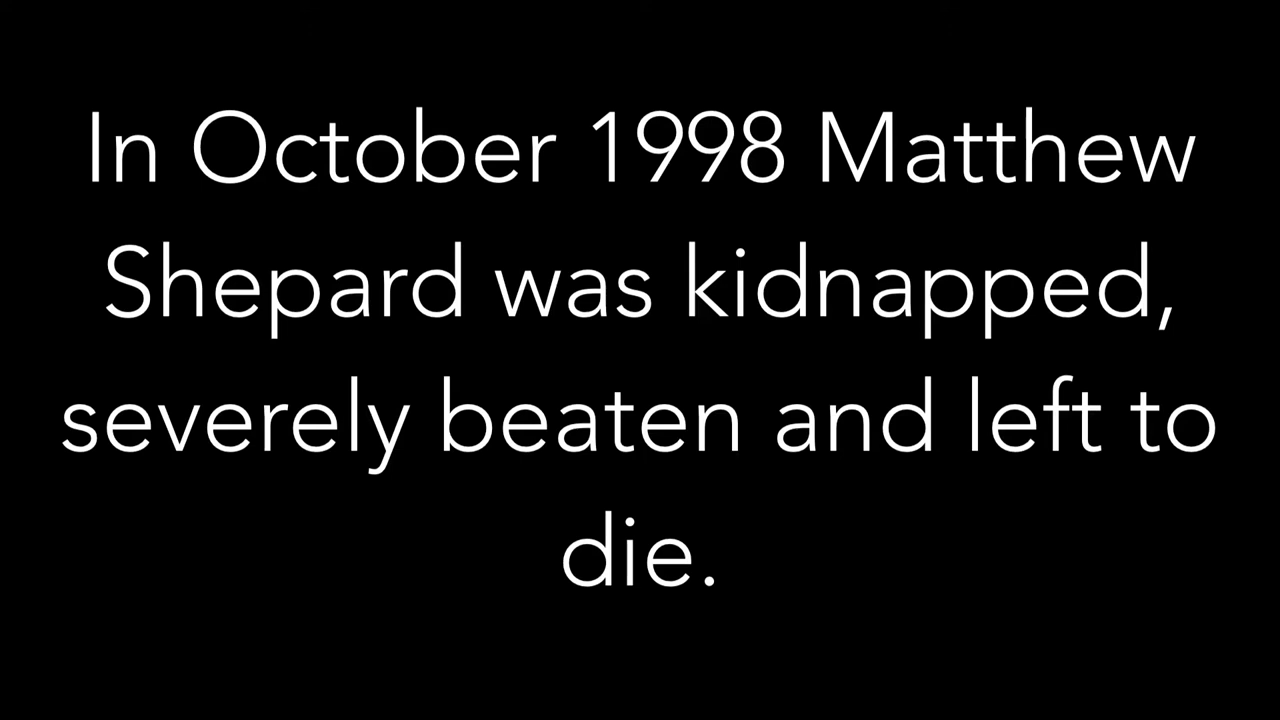 In October 1998 Matthew
Shepard was kidnapped,
severely beaten and left to
die.